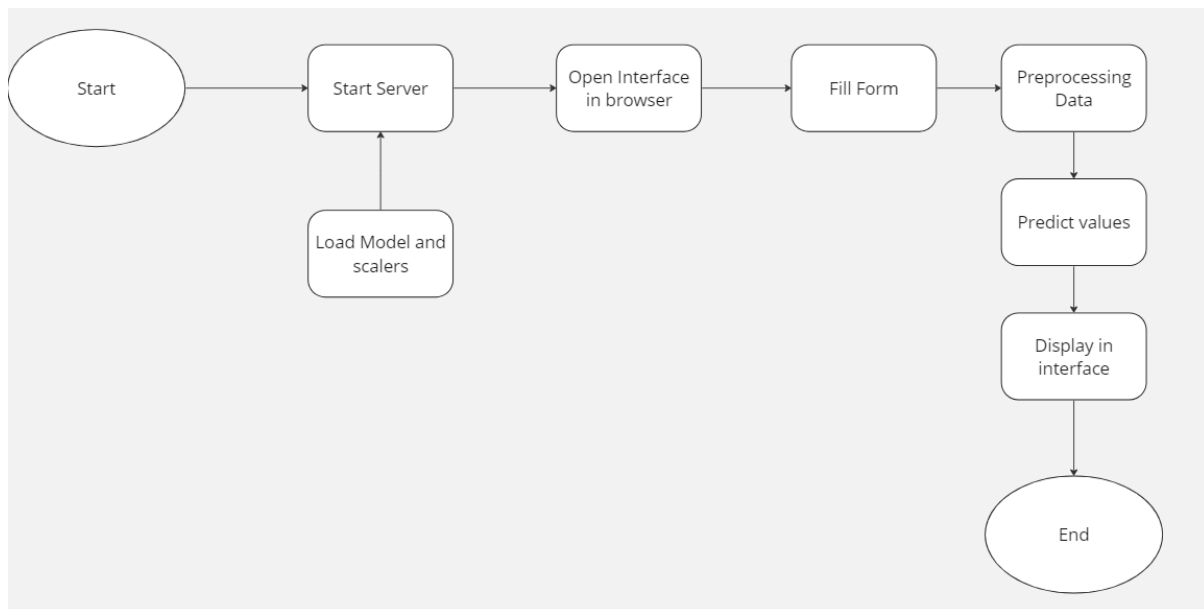 Start
Start Server
Open Interface
in browser
Fill Form
Preprocessing
Data
Load Model and
scalers
Predict values
Display in
interface
End